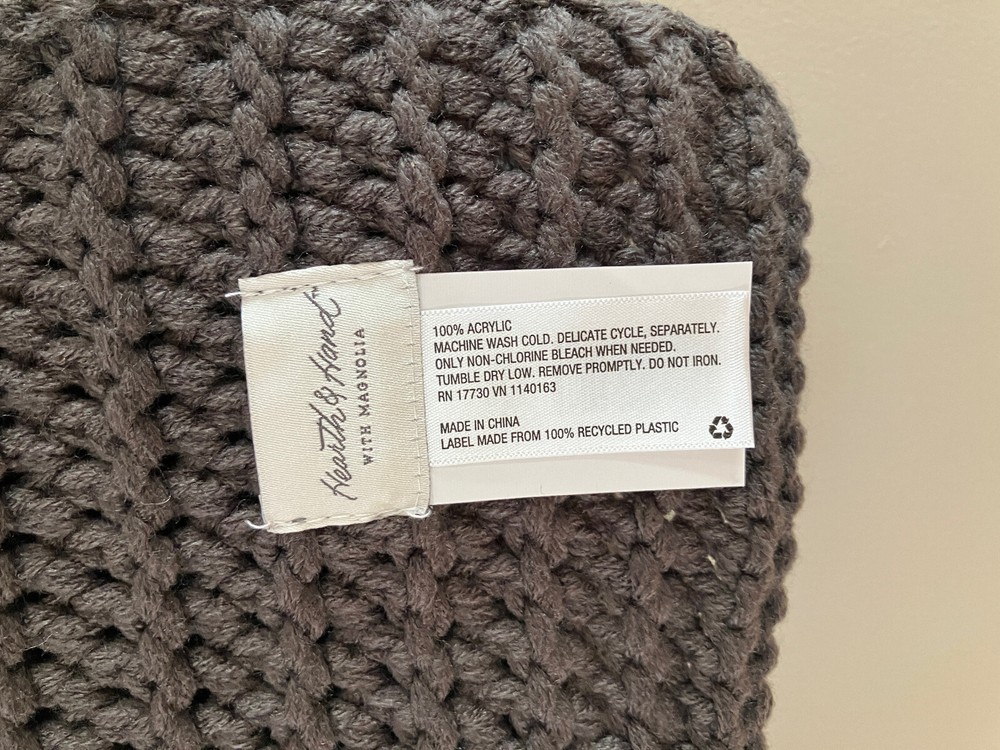 Hearth & Hand™
WITH MAGNOLIA
100% ACRYLIC
MACHINE WASH COLD. DELICATE CYCLE, SEPARATELY.
ONLY NON-CHLORINE BLEACH WHEN NEEDED.
TUMBLE DRY LOW. REMOVE PROMPTLY. DO NOT IRON.
RN 17730 VN 1140163
MADE IN CHINA
LABEL MADE FROM 100% RECYCLED PLASTIC